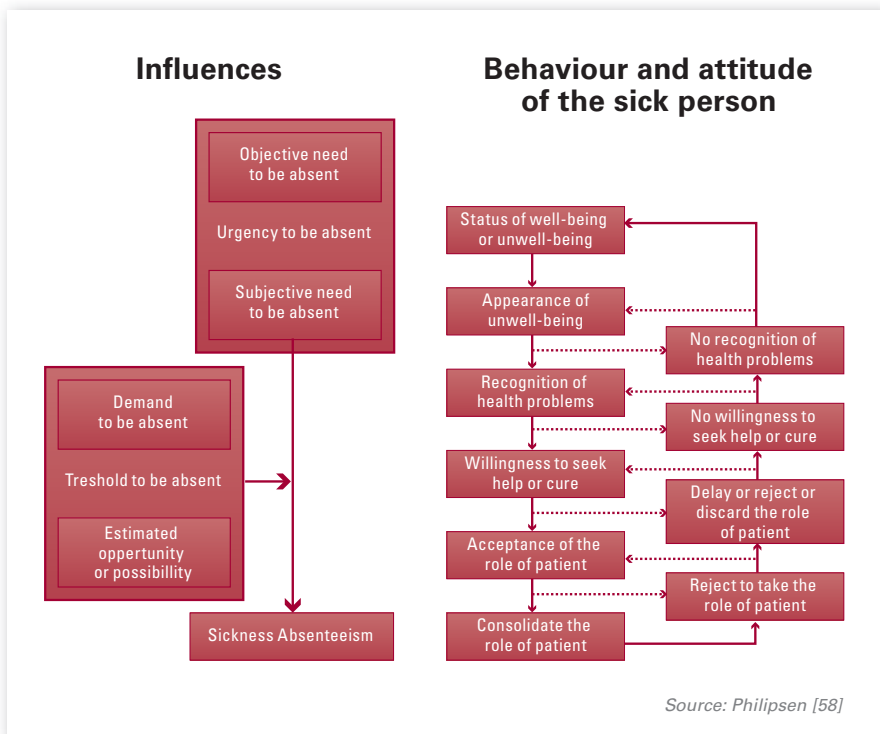 Influences
Objective need
to be absent
Urgency to be absent
Subjective need
to be absent
Demand
to be absent
Treshold to be absent
Estimated
opportunity
or possibillity
Sickness Absenteeism
Behaviour and attitude
of the sick person
Status of well-being
or unwell-being
Appearance of
unwell-being
Recognition of
health problems
Willingness to seek
help or cure
Acceptance of the
role of patient
Consolidate the
role of patient
No recognition of
health problems
No willingness to
seek help or cure
Delay or reject or
discard the role
of patient
Reject to take the
role of patient
Source: Philipsen [58]